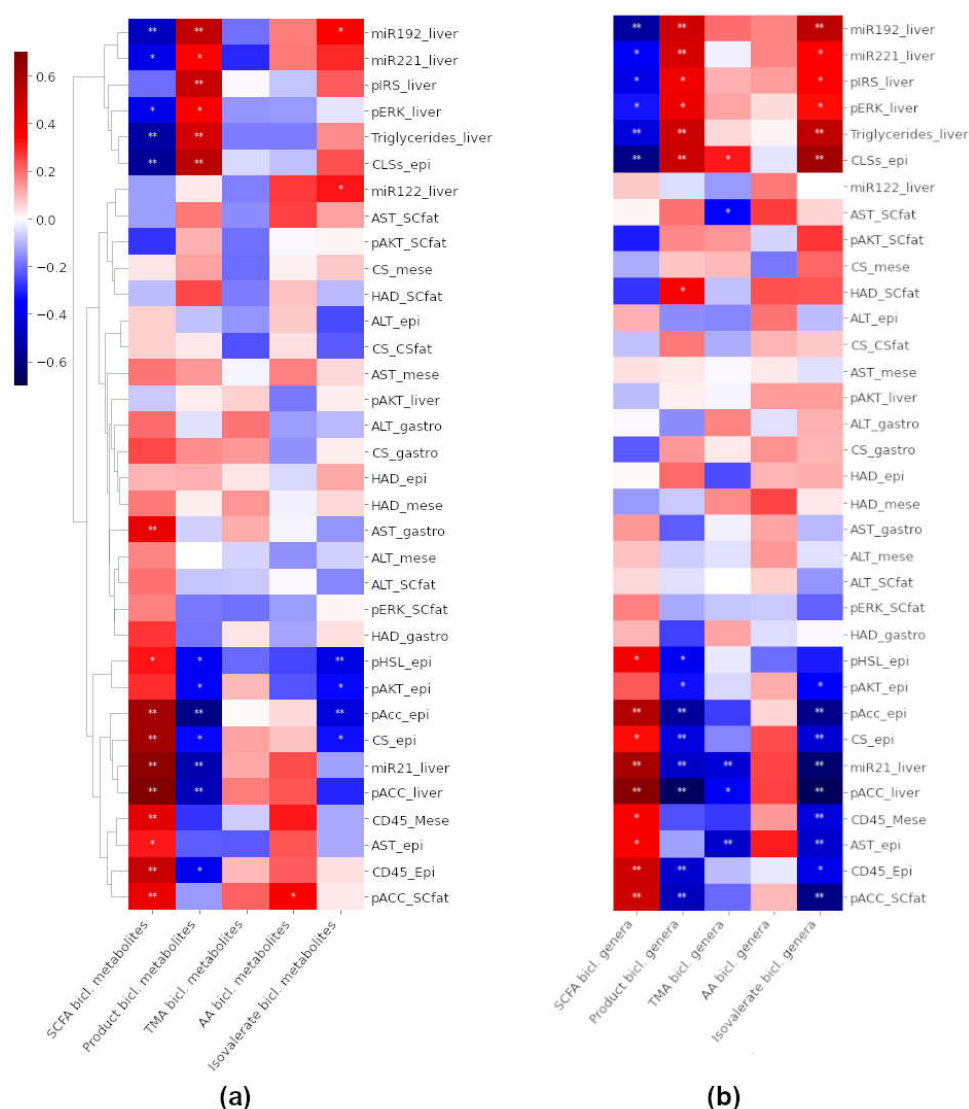 0.6
0.4
0.2
0.0
−0.2
−0.4
−0.6
** ** * miR192_liver
* * miR221_liver
** pIRS_liver
* * pERK_liver
** ** Triglycerides_liver
** ** CLSs_epi
* miR122_liver
AST_SCfat
pAKT_SCfat
CS_mese
HAD_SCfat
ALT_epi
CS_CSfat
AST_mese
pAKT_liver
ALT_gastro
CS_gastro
HAD_epi
HAD_mese
** AST_gastro
ALT_mese
ALT_SCfat
pERK_SCfat
HAD_gastro
* * ** pHSL_epi
* * pAKT_epi
** ** ** pAcc_epi
** * * CS_epi
** ** miR21_liver
** ** pACC_liver
** CD45_Mese
* AST_epi
** * CD45_Epi
** * pACC_SCfat
SCFA bicl. metabolites
Product bicl. metabolites
TMA bicl. metabolites
AA bicl. metabolites
Isovalerate bicl. metabolites
(a)
** ** ** miR192_liver
* ** * miR221_liver
* * * pIRS_liver
* * * pERK_liver
** ** ** Triglycerides_liver
** ** * ** CLSs_epi
miR122_liver
* AST_SCfat
pAKT_SCfat
CS_mese
* HAD_SCfat
ALT_epi
CS_CSfat
AST_mese
pAKT_liver
ALT_gastro
CS_gastro
HAD_epi
HAD_mese
AST_gastro
ALT_mese
ALT_SCfat
pERK_SCfat
HAD_gastro
* * pHSL_epi
* * pAKT_epi
** ** ** pAcc_epi
* ** ** CS_epi
** ** ** ** miR21_liver
** ** * ** pACC_liver
* ** CD45_Mese
* ** ** AST_epi
** ** * CD45_Epi
** ** ** pACC_SCfat
SCFA bicl. genera
Product bicl. genera
TMA bicl. genera
AA bicl. genera
Isovalerate bicl. genera
(b)